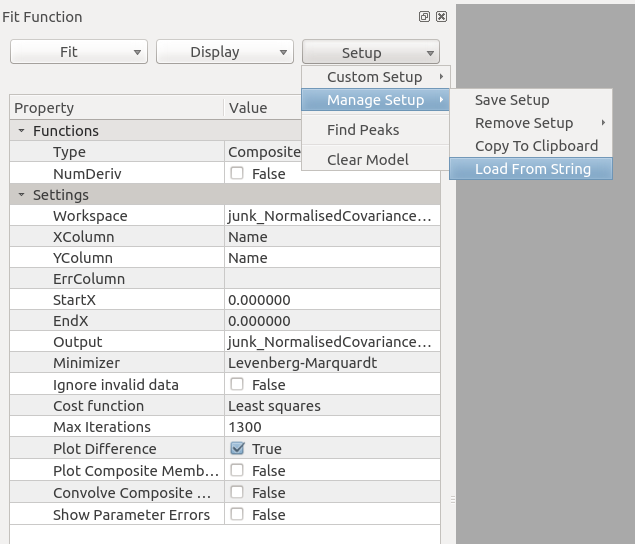 Fit Function
Fit Display Setup
Custom Setup
Manage Setup Save Setup
Remove Setup
Find Peaks Copy To Clipboard
Clear Model Load From String
Property Value
Functions
Type Composite
NumDeriv False
Settings
Workspace junk_NormalisedCovariance...
XColumn Name
YColumn Name
ErrColumn
StartX 0.000000
EndX 0.000000
Output junk_NormalisedCovariance...
Minimizer Levenberg-Marquardt
Ignore invalid data False
Cost function Least squares
Max Iterations 1300
Plot Difference True
Plot Composite Memb... False
Convolve Composite ... False
Show Parameter Errors False